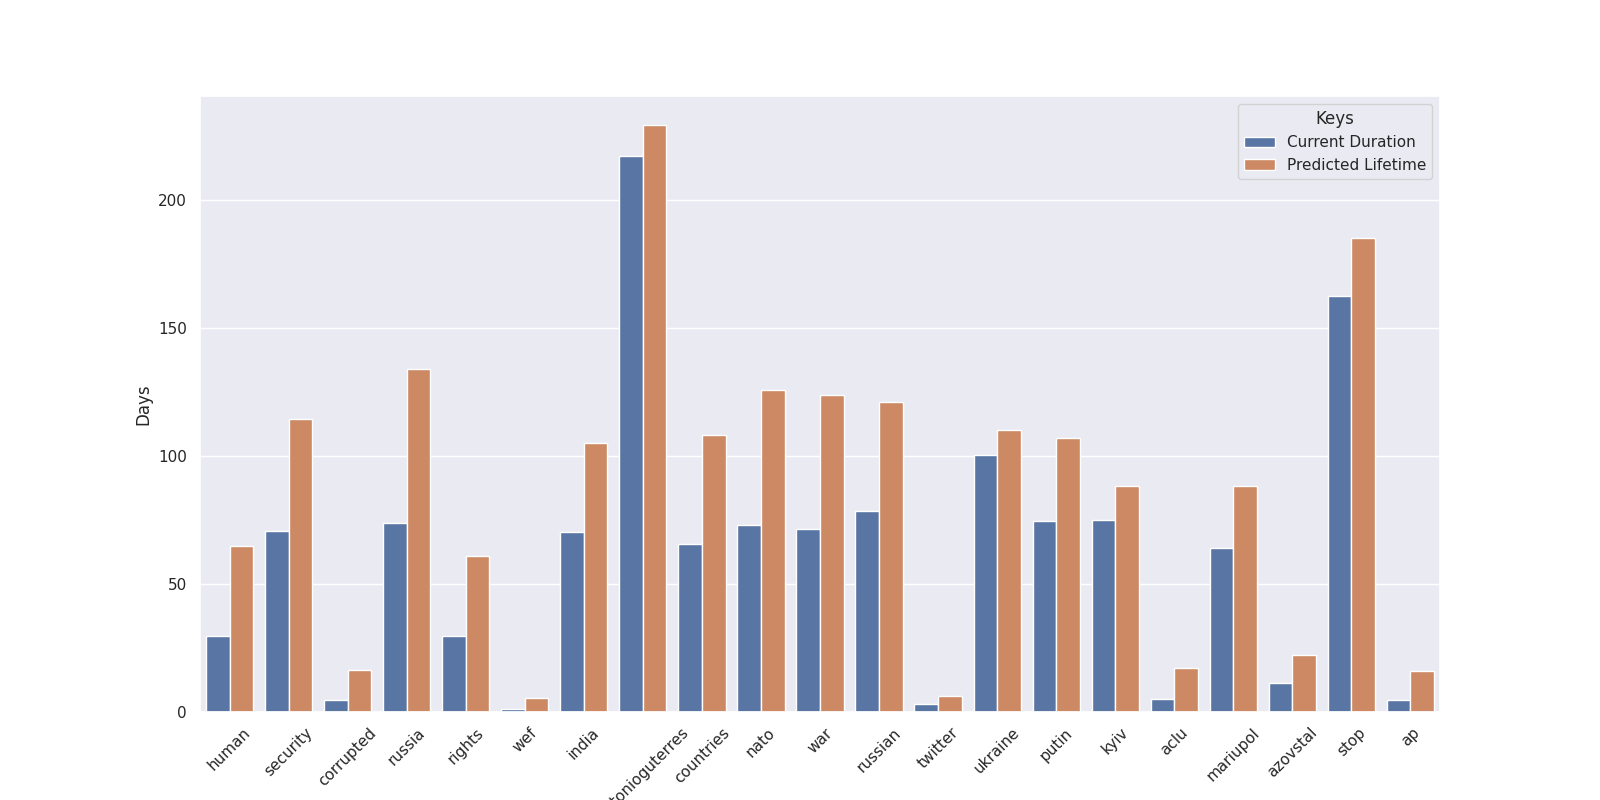 Keys
Current Duration
Predicted Lifetime
200
150
100
50
0
Days
human
security
corrupted
russia
rights
wef
india
tonioguterres
countries
nato
war
russian
twitter
ukraine
putin
kyiv
aclu
mariupol
azovstal
stop
ap